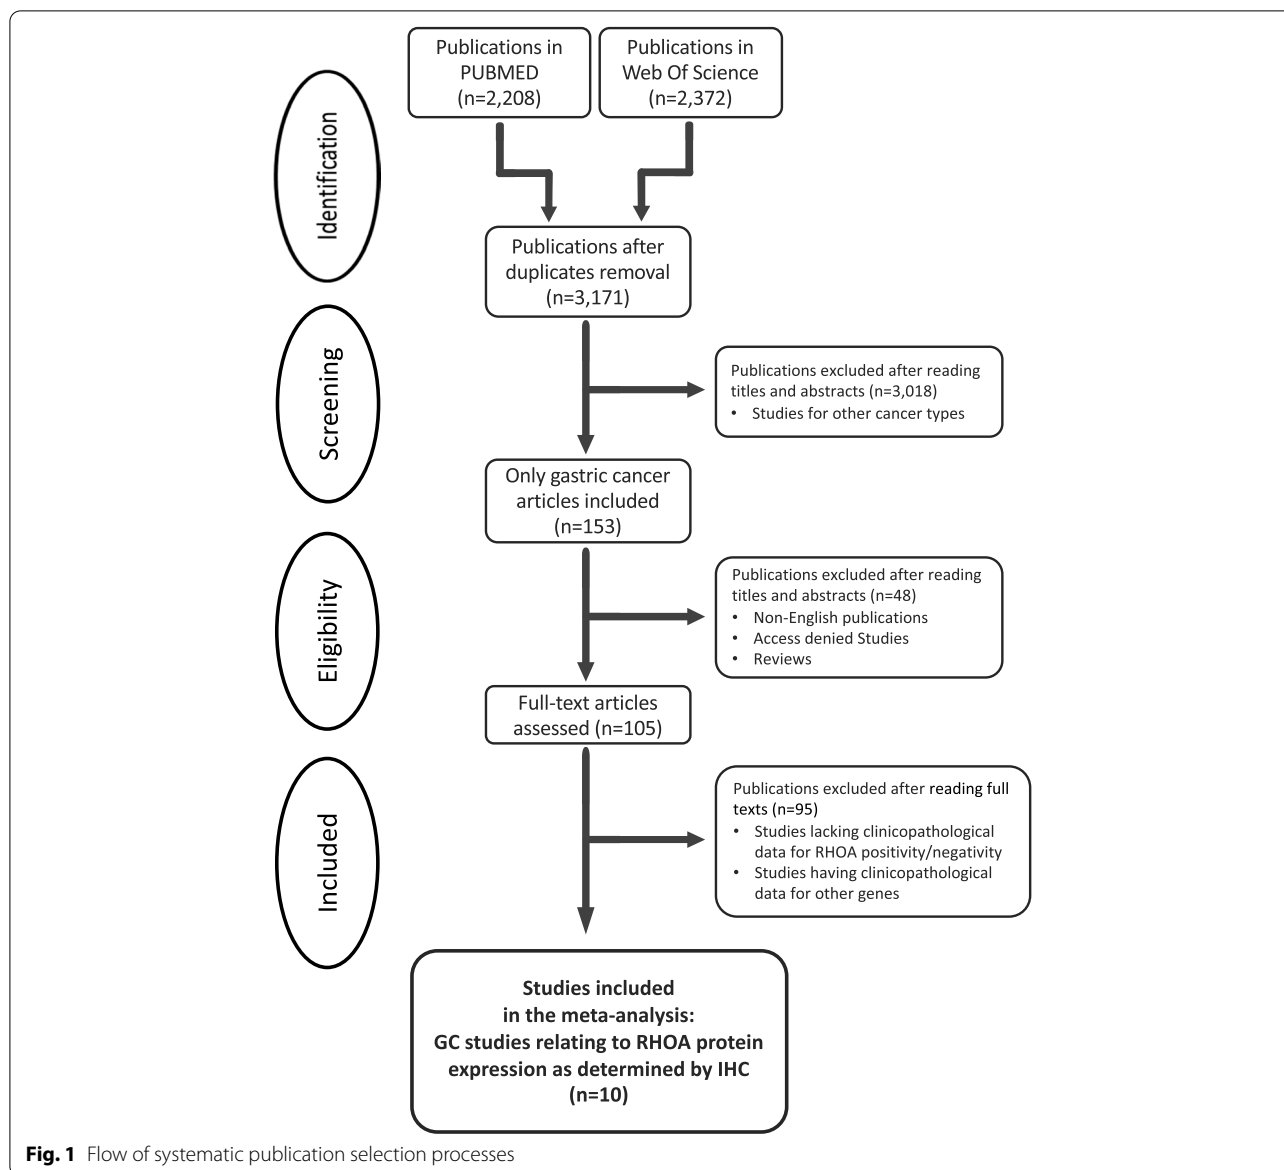 Publications in
PUBMED
(n=2,208)
Publications in
Web Of Science
(n=2,372)
Identification
Publications after
duplicates removal
(n=3,171)
Screening
Publications excluded after reading
titles and abstracts (n=3,018)
• Studies for other cancer types
Only gastric cancer
articles included
(n=153)
Eligibility
Publications excluded after reading
titles and abstracts (n=48)
• Non-English publications
• Access denied Studies
• Reviews
Full-text articles
assessed (n=105)
Included
Publications excluded after reading full
texts (n=95)
• Studies lacking clinicopathological
data for RHOA positivity/negativity
• Studies having clinicopathological
data for other genes
Studies included
in the meta-analysis:
GC studies relating to RHOA protein
expression as determined by IHC
(n=10)
Fig. 1 Flow of systematic publication selection processes